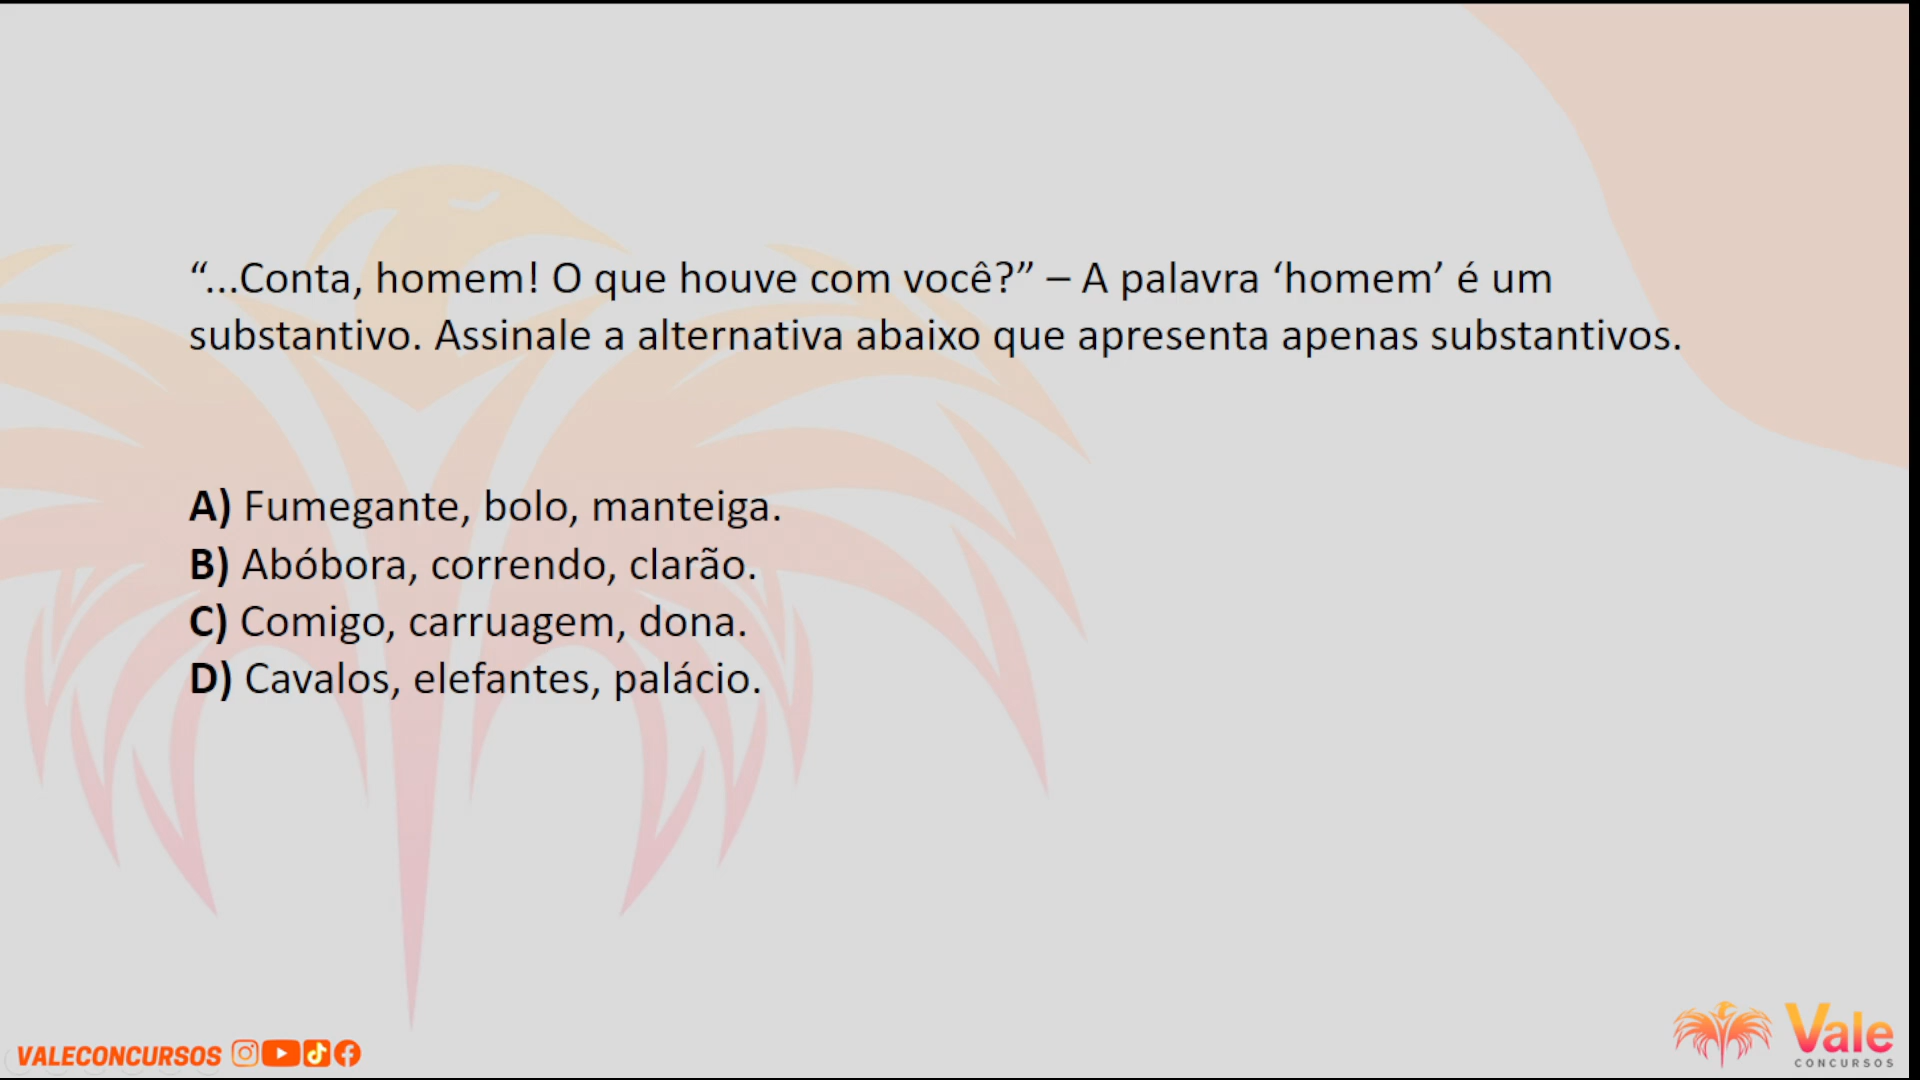 “...Conta, homem! O que houve com você?” – A palavra ‘homem’ é um
substantivo. Assinale a alternativa abaixo que apresenta apenas substantivos.
A) Fumegante, bolo, manteiga.
B) Abóbora, correndo, clarão.
C) Comigo, carruagem, dona.
D) Cavalos, elefantes, palácio.
VALECONCURSOS
Vale
CONCURSOS